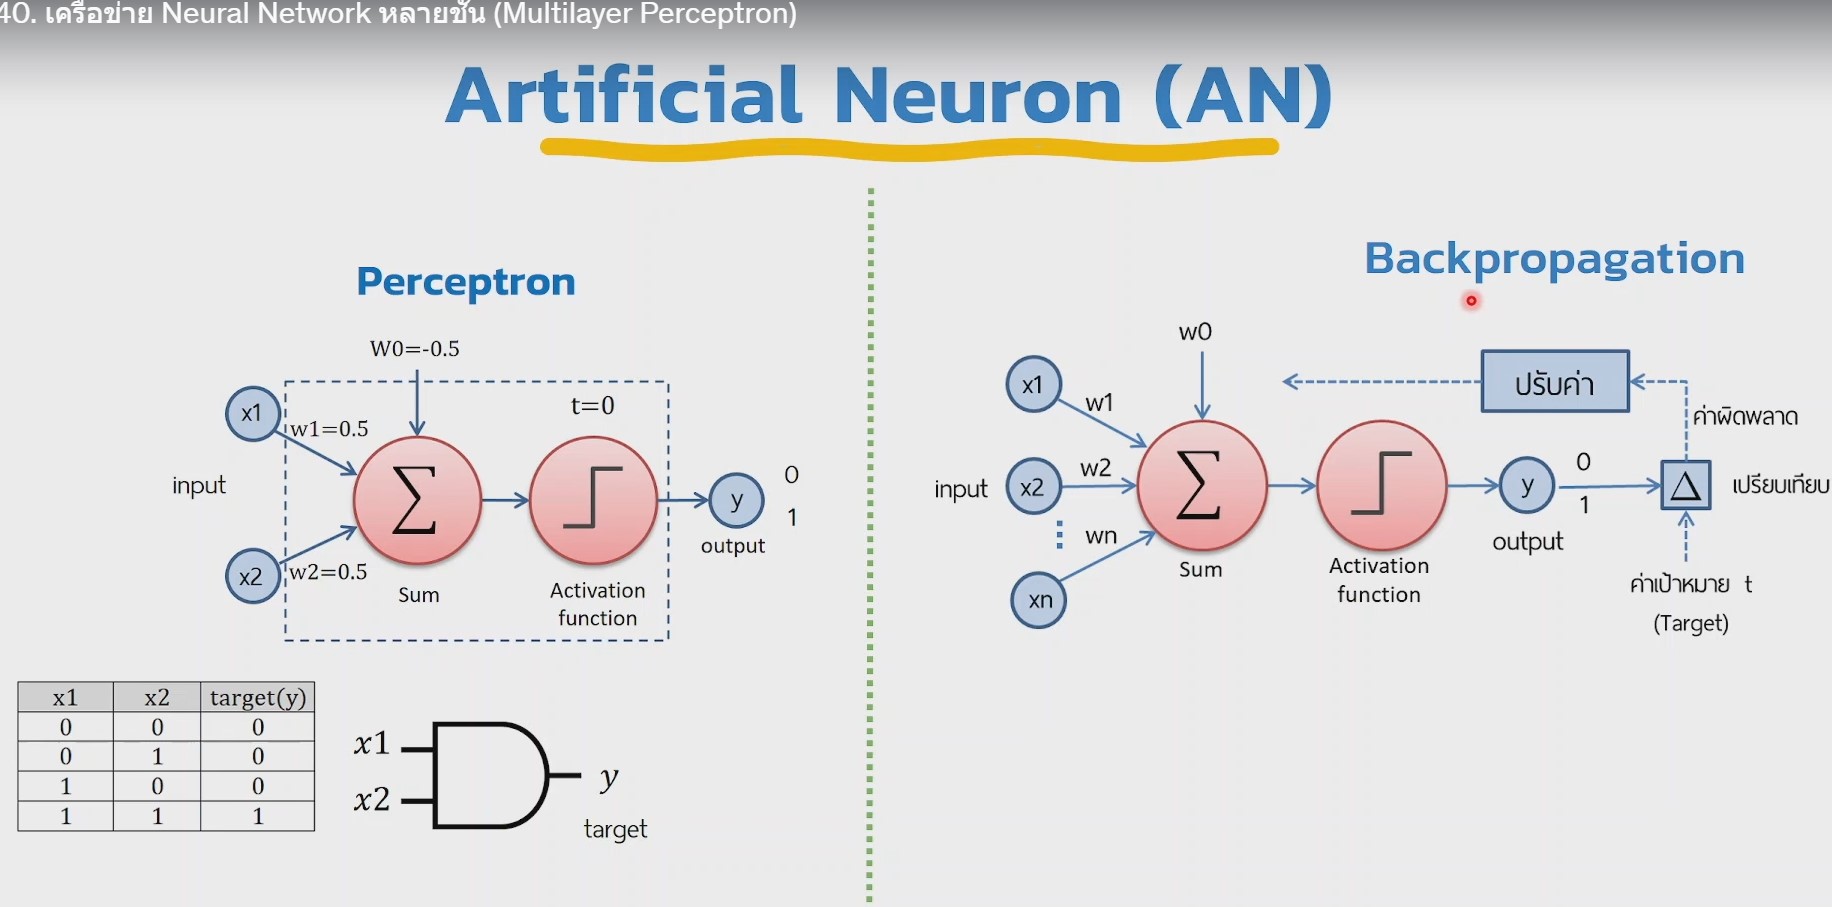 40. เครือข่าย Neural Network หลายชั้น (Multilayer Perceptron)
Artificial Neuron (AN)
Perceptron
W0=-0.5
t=0
x1
w1=0.5
input
Σ
y
0
1
output
x2
w2=0.5
Sum
Activation
function
x1 x2 target(y)
0 0 0
0 1 0
1 0 0
1 1 1
x1
x2
y
target
Backpropagation
w0
ปรับค่า
x1
w1
ค่าผิดพลาด
input
x2
w2
Σ
y
0
1
Δ
เปรียบเทียบ
wn
output
xn
Sum
Activation
function
ค่าเป้าหมาย t
(Target)